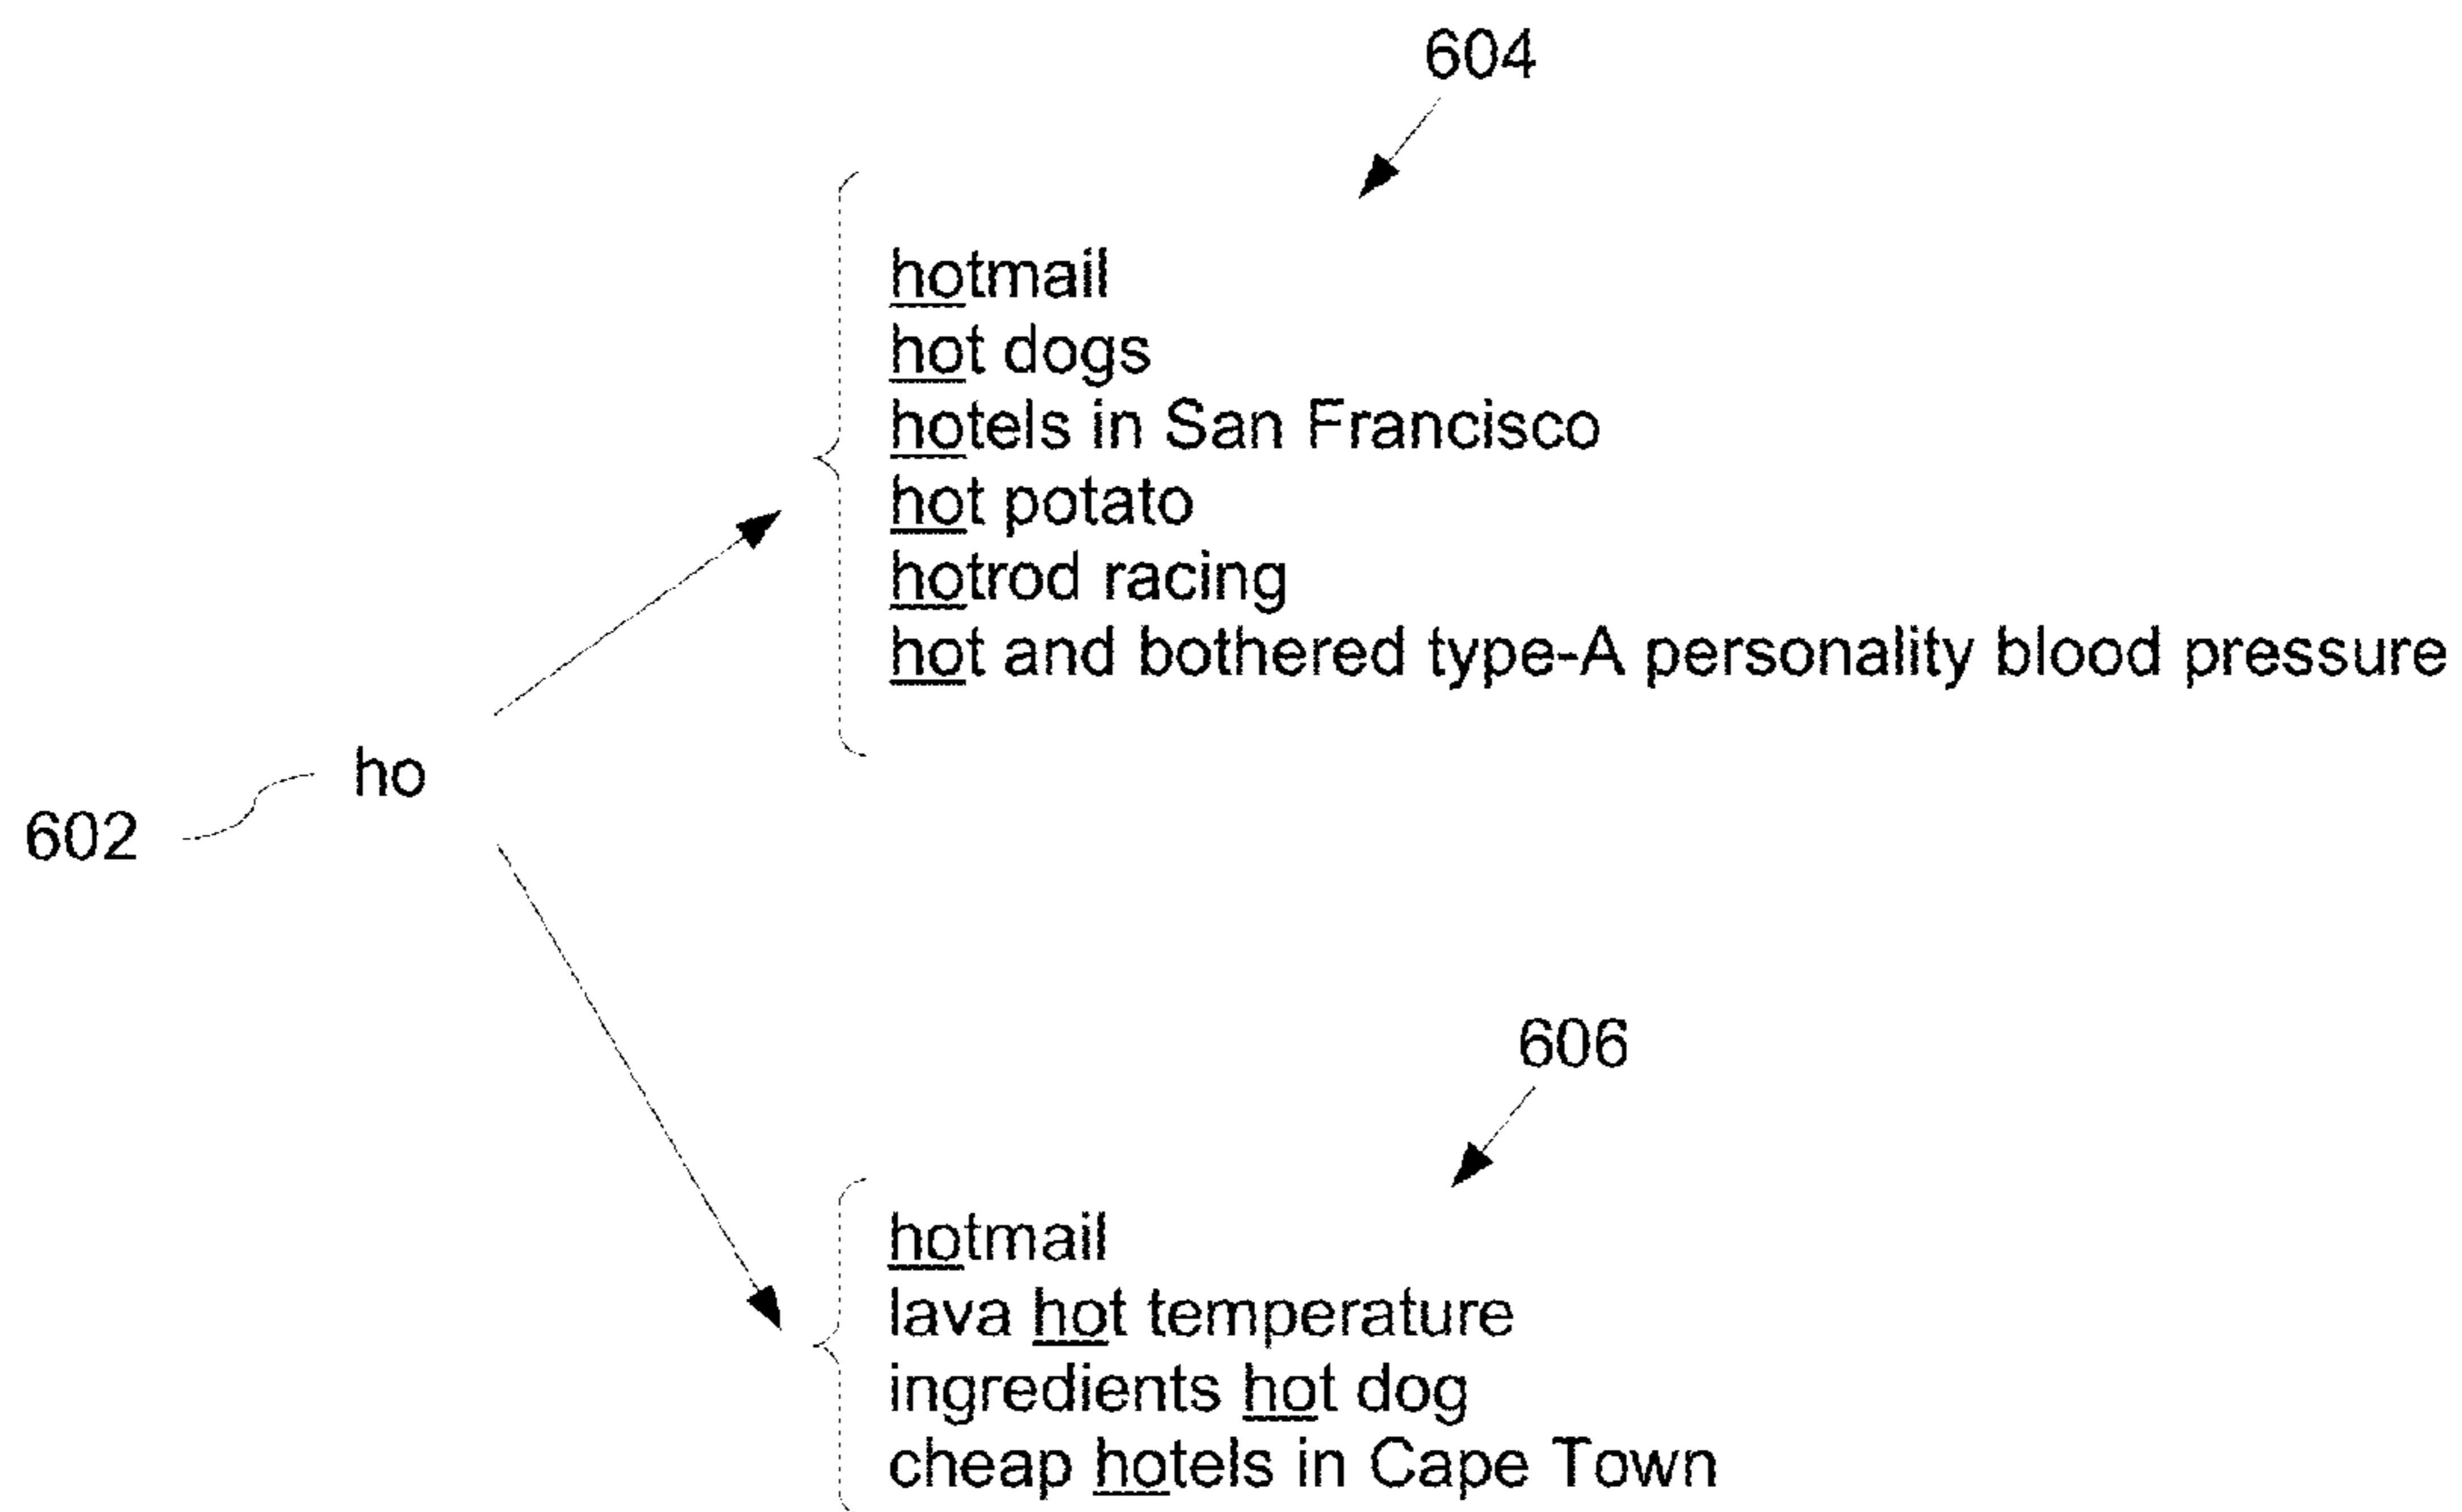 604
hotmail
hot dogs
hotels in San Francisco
hot potato
hotrod racing
hot and bothered type-A personality blood pressure
ho
602
606
hotmail
lava hot temperature
ingredients hot dog
cheap hotels in Cape Town